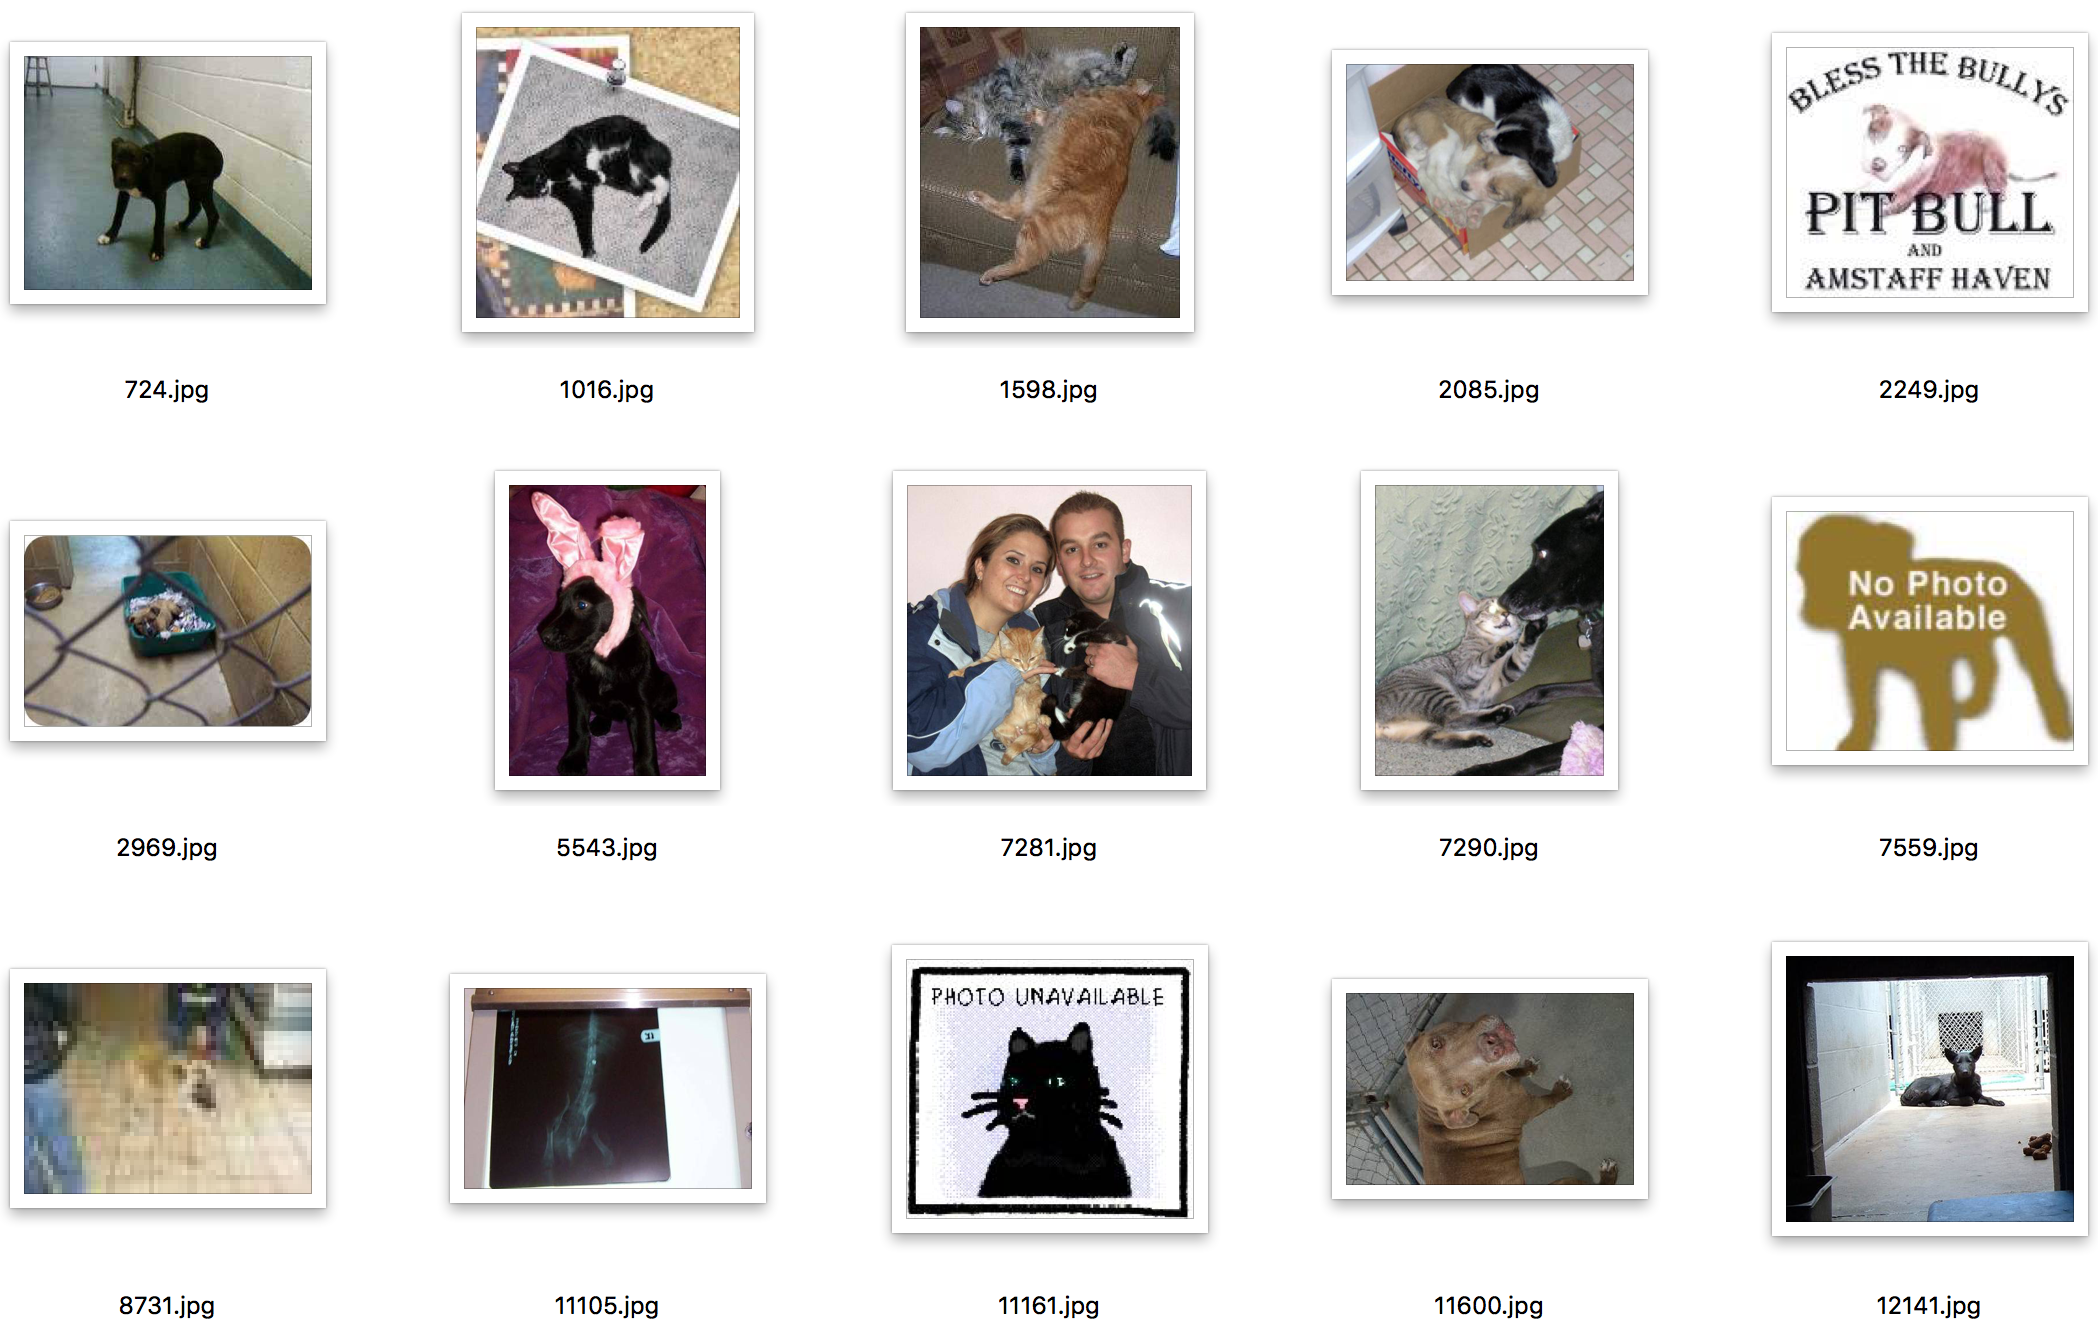 BLESS THE BULLYS
PIT BULL
AND
AMSTAFF HAVEN
724.jpg
1016.jpg
1598.jpg
2085.jpg
2249.jpg
No Photo
Available
2969.jpg
5543.jpg
7281.jpg
7290.jpg
7559.jpg
PHOTO UNAVAILABLE
8731.jpg
11105.jpg
11161.jpg
11600.jpg
12141.jpg